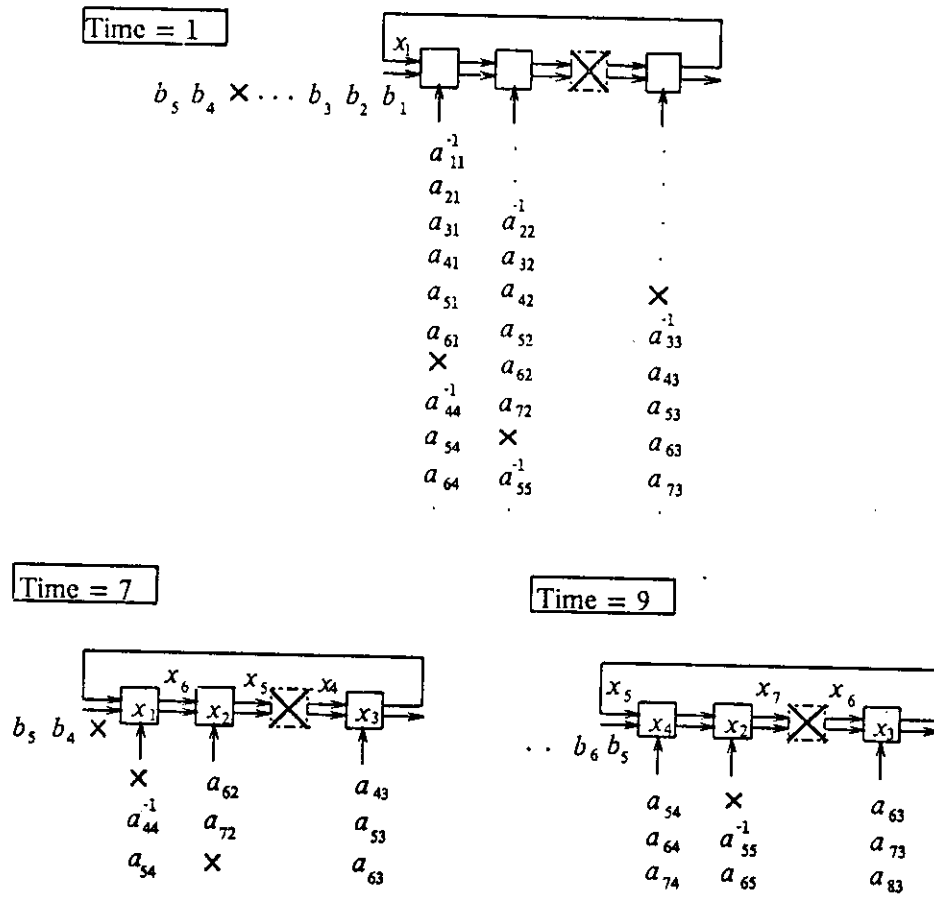 Time = 1
x₁
b₅ b₄ × ··· b₃ b₂ b₁
a₁₁⁻¹ · ·
a₂₁ · ·
a₃₁ a₂₂⁻¹ ·
a₄₁ a₃₂ ·
a₅₁ a₄₂ ×
a₆₁ a₅₂ a₃₃⁻¹
× a₆₂ a₄₃
a₄₄⁻¹ a₇₂ a₅₃
a₅₄ × a₆₃
a₆₄ a₅₅⁻¹ a₇₃
· · ·
Time = 7
x₆ x₅ x₄
x₁ x₂ x₃
b₅ b₄ ×
× a₆₂ a₄₃
a₄₄⁻¹ a₇₂ a₅₃
a₅₄ × a₆₃
Time = 9
x₅ x₇ x₆
x₄ x₂ x₃
·· b₆ b₅
a₅₄ × a₆₃
a₆₄ a₅₅⁻¹ a₇₃
a₇₄ a₆₅ a₈₃